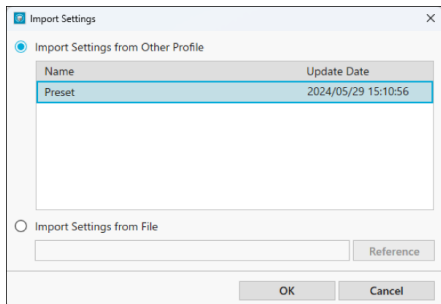 Import Settings
Import Settings from Other Profile
Name Update Date
Preset 2024/05/29 15:10:56
Import Settings from File
Reference
OK Cancel